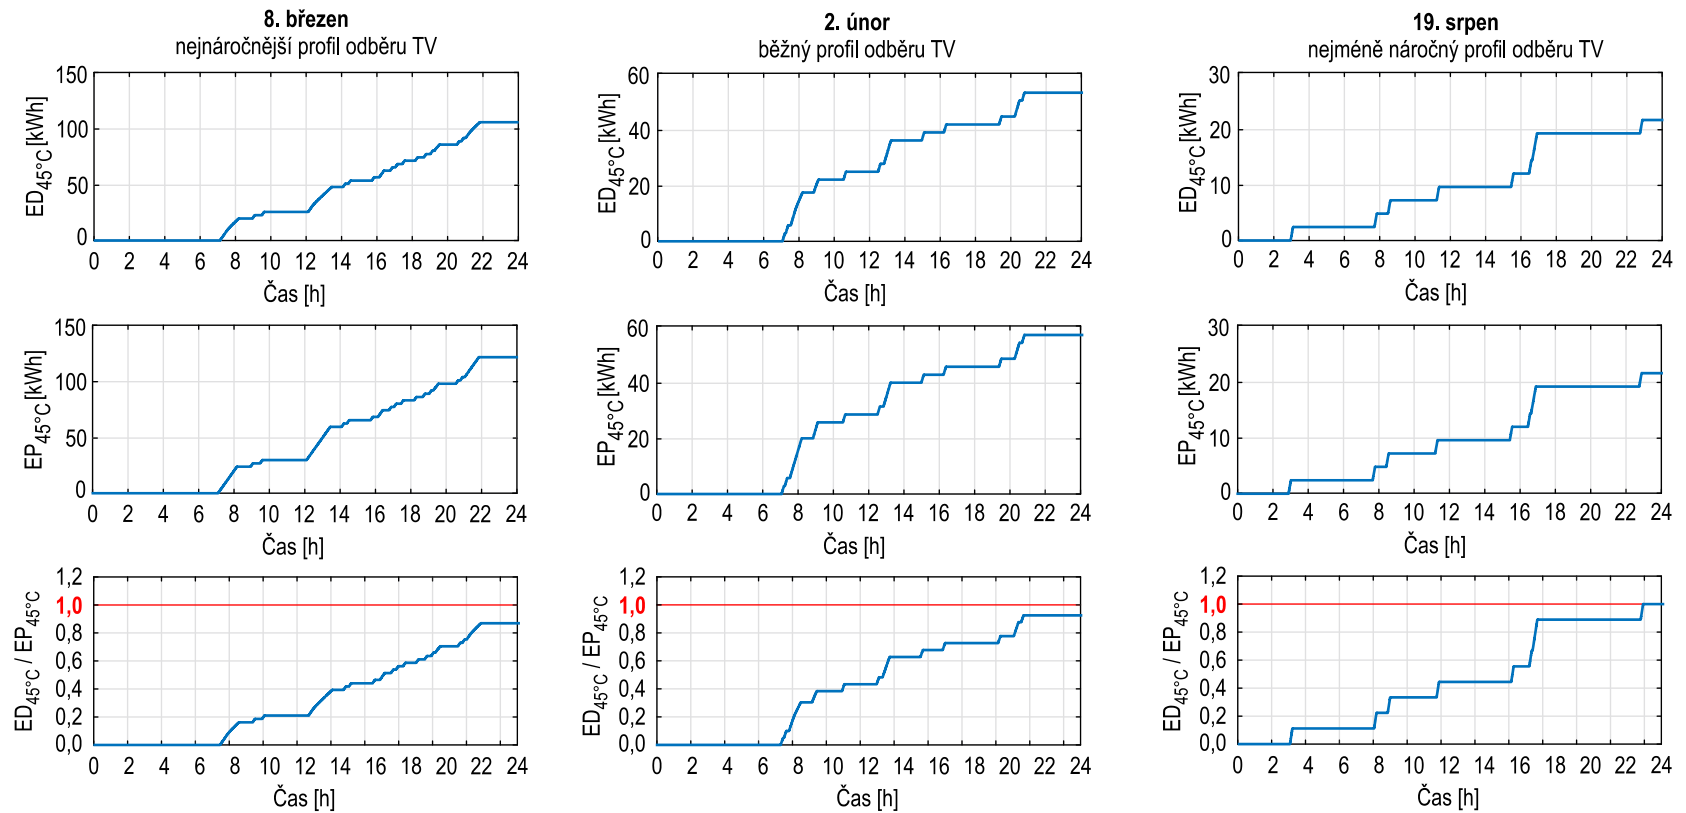 8. březen
nejnáročnější profil odběru TV
150
100
50
0
ED45°C [kWh]
0 2 4 6 8 10 12 14 16 18 20 22 24
Čas [h]
2. únor
běžný profil odběru TV
60
40
20
0
ED45°C [kWh]
0 2 4 6 8 10 12 14 16 18 20 22 24
Čas [h]
19. srpen
nejméně náročný profil odběru TV
30
20
10
0
ED45°C [kWh]
0 2 4 6 8 10 12 14 16 18 20 22 24
Čas [h]
150
100
50
0
EP45°C [kWh]
0 2 4 6 8 10 12 14 16 18 20 22 24
Čas [h]
60
40
20
0
EP45°C [kWh]
0 2 4 6 8 10 12 14 16 18 20 22 24
Čas [h]
30
20
10
0
EP45°C [kWh]
0 2 4 6 8 10 12 14 16 18 20 22 24
Čas [h]
1,2
1,0
0,8
0,6
0,4
0,2
0,0
ED45°C / EP45°C
0 2 4 6 8 10 12 14 16 18 20 22 24
Čas [h]
1,2
1,0
0,8
0,6
0,4
0,2
0,0
ED45°C / EP45°C
0 2 4 6 8 10 12 14 16 18 20 22 24
Čas [h]
1,2
1,0
0,8
0,6
0,4
0,2
0,0
ED45°C / EP45°C
0 2 4 6 8 10 12 14 16 18 20 22 24
Čas [h]